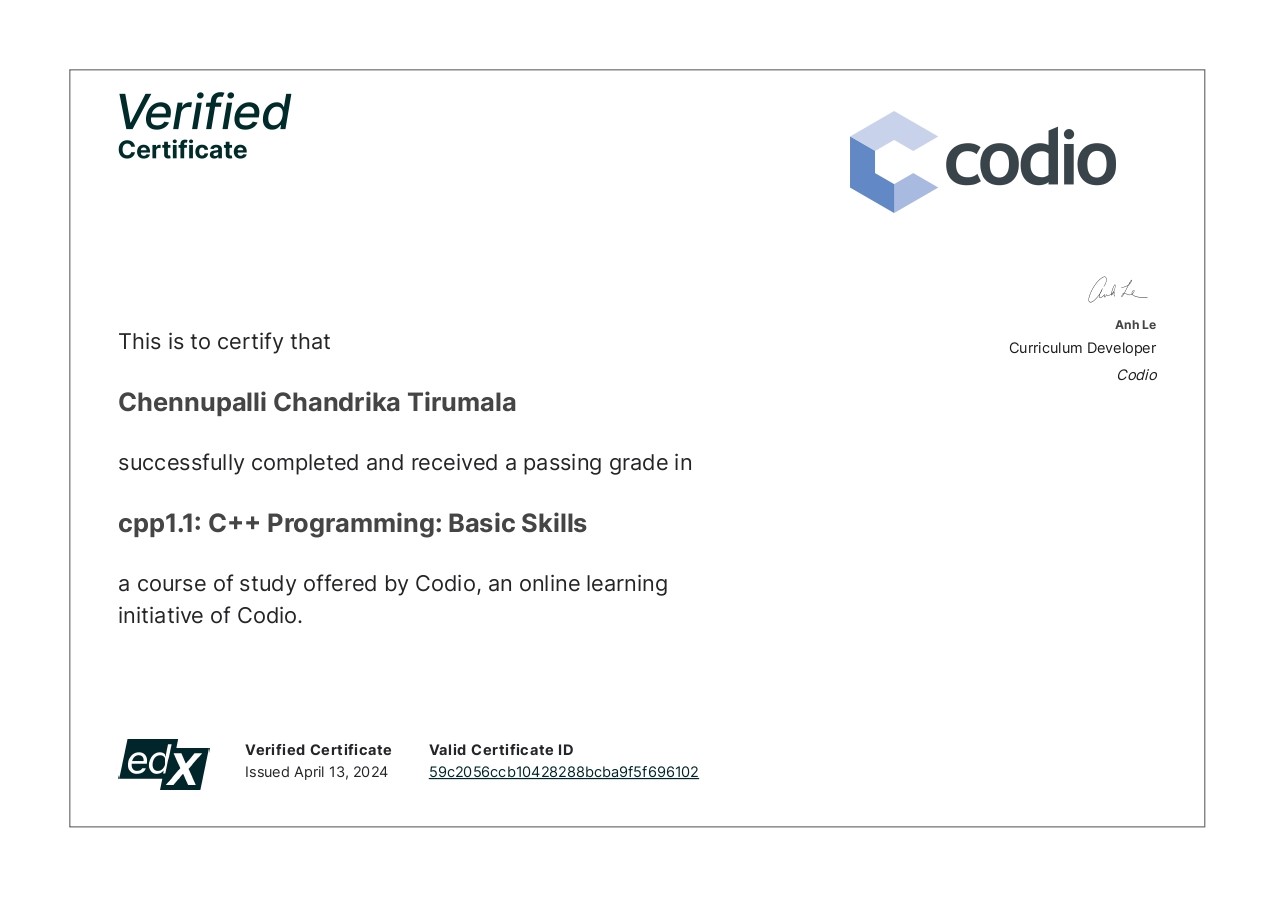 Verified
Certificate
codio
Anh Le
Anh Le
Curriculum Developer
Codio
This is to certify that
Chennupalli Chandrika Tirumala
successfully completed and received a passing grade in
cpp1.1: C++ Programming: Basic Skills
a course of study offered by Codio, an online learning
initiative of Codio.
edX
Verified Certificate
Issued April 13, 2024
Valid Certificate ID
59c2056ccb10428288bcba9f5f696102